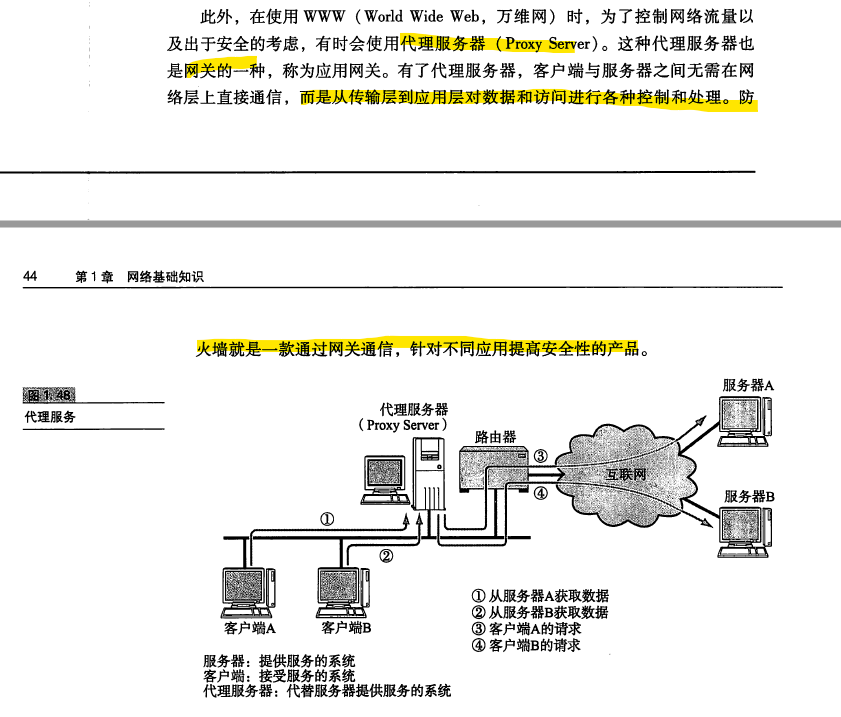 此外，在使用 WWW（World Wide Web，万维网）时，为了控制网络流量以
及出于安全的考虑，有时会使用代理服务器（Proxy Server）。这种代理服务器也
是网关的一种，称为应用网关。有了代理服务器，客户端与服务器之间无需在网
络层上直接通信，而是从传输层到应用层对数据和访问进行各种控制和处理。防
44 第 1 章 网络基础知识
火墙就是一款通过网关通信，针对不同应用提高安全性的产品。
图 1.48
代理服务
代理服务器
（Proxy Server）
路由器
服务器A
③
互联网
④
服务器B
①
②
客户端A
客户端B
① 从服务器A获取数据
② 从服务器B获取数据
③ 客户端A的请求
④ 客户端B的请求
服务器：提供服务的系统
客户端：接受服务的系统
代理服务器：代替服务器提供服务的系统